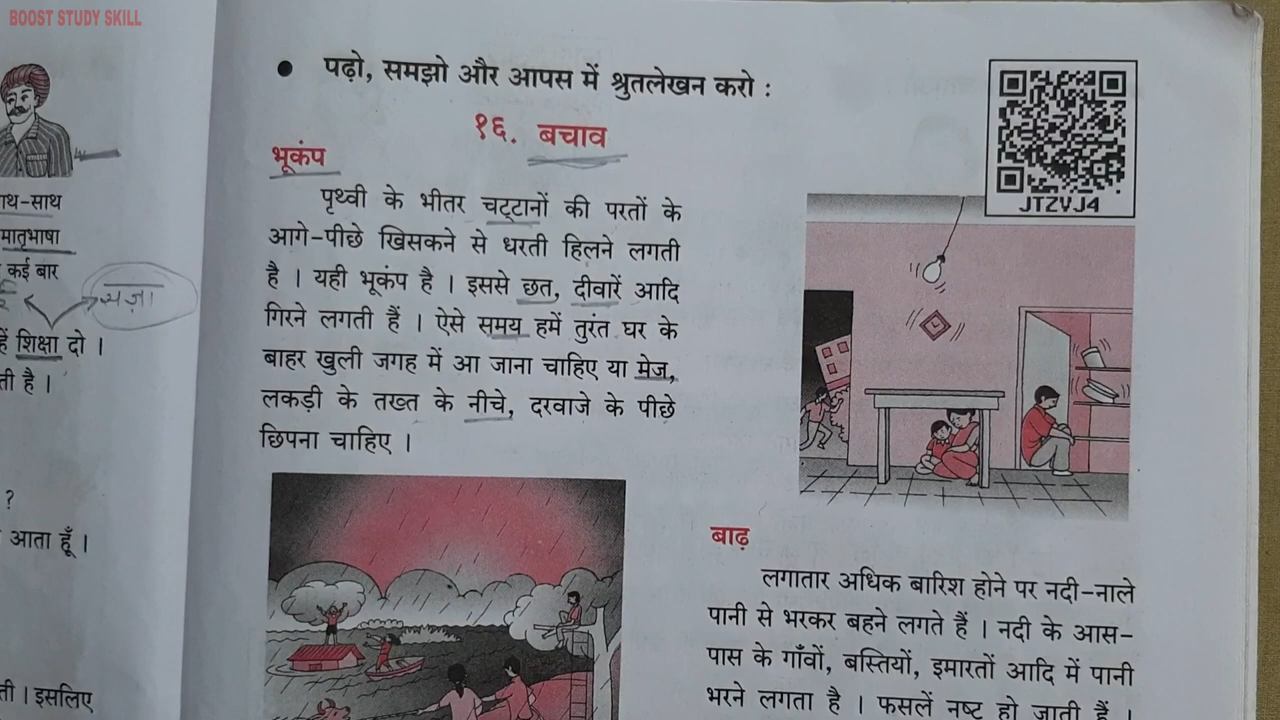 BOOST STUDY SKILL
ाथ-साथ
मातृभाषा
कई बार
हें शिक्षा दो ।
ती है ।
?
आता हूँ ।
ती । इसलिए
• पढ़ो, समझो और आपस में श्रुतलेखन करो :
१६. बचाव
भूकंप
पृथ्वी के भीतर चट्टानों की परतों के
आगे-पीछे खिसकने से धरती हिलने लगती
है । यही भूकंप है । इससे छत, दीवारें आदि
गिरने लगती हैं । ऐसे समय हमें तुरंत घर के
बाहर खुली जगह में आ जाना चाहिए या मेज,
लकड़ी के तख्त के नीचे, दरवाजे के पीछे
छिपना चाहिए ।
JTZVJ4
बाढ़
लगातार अधिक बारिश होने पर नदी-नाले
पानी से भरकर बहने लगते हैं । नदी के आस-
पास के गाँवों, बस्तियों, इमारतों आदि में पानी
भरने लगता है । फसलें नष्ट हो जाती हैं ।